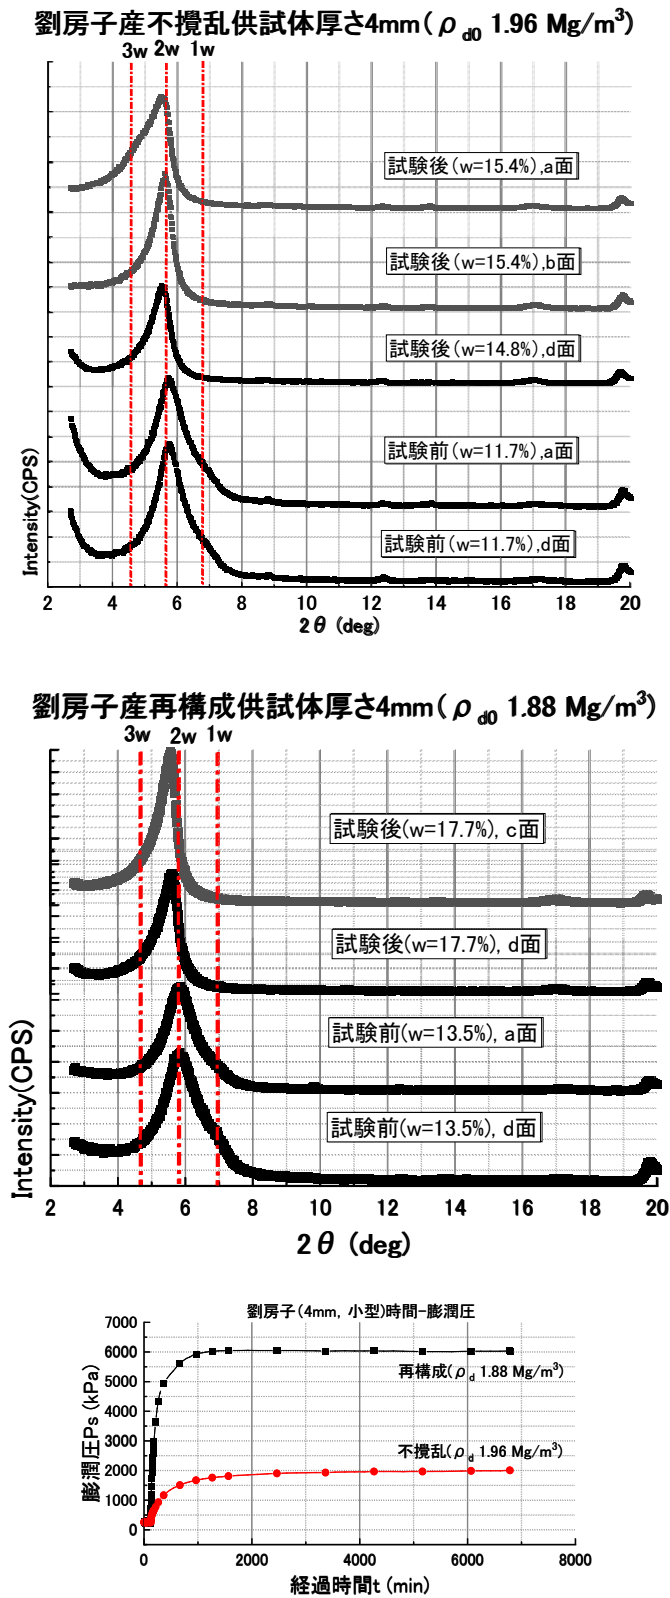 劉房子産不攪乱供試体厚さ4mm(ρd0 1.96 Mg/m3)
3w 2w 1w
試験後(w=15.4%),a面
試験後(w=15.4%),b面
試験後(w=14.8%),d面
試験前(w=11.7%),a面
試験前(w=11.7%),d面
Intensity(CPS)
2 4 6 8 10 12 14 16 18 20
2θ (deg)
劉房子産再構成供試体厚さ4mm(ρd0 1.88 Mg/m3)
3w 2w 1w
試験後(w=17.7%), c面
試験後(w=17.7%), d面
試験前(w=13.5%), a面
試験前(w=13.5%), d面
Intensity(CPS)
2 4 6 8 10 12 14 16 18 20
2θ (deg)
劉房子(4mm, 小型)時間-膨潤圧
7000
6000
5000
4000
3000
2000
1000
0
膨潤圧Ps (kPa)
再構成(ρd 1.88 Mg/m3)
不攪乱(ρd 1.96 Mg/m3)
0 2000 4000 6000 8000
経過時間t (min)